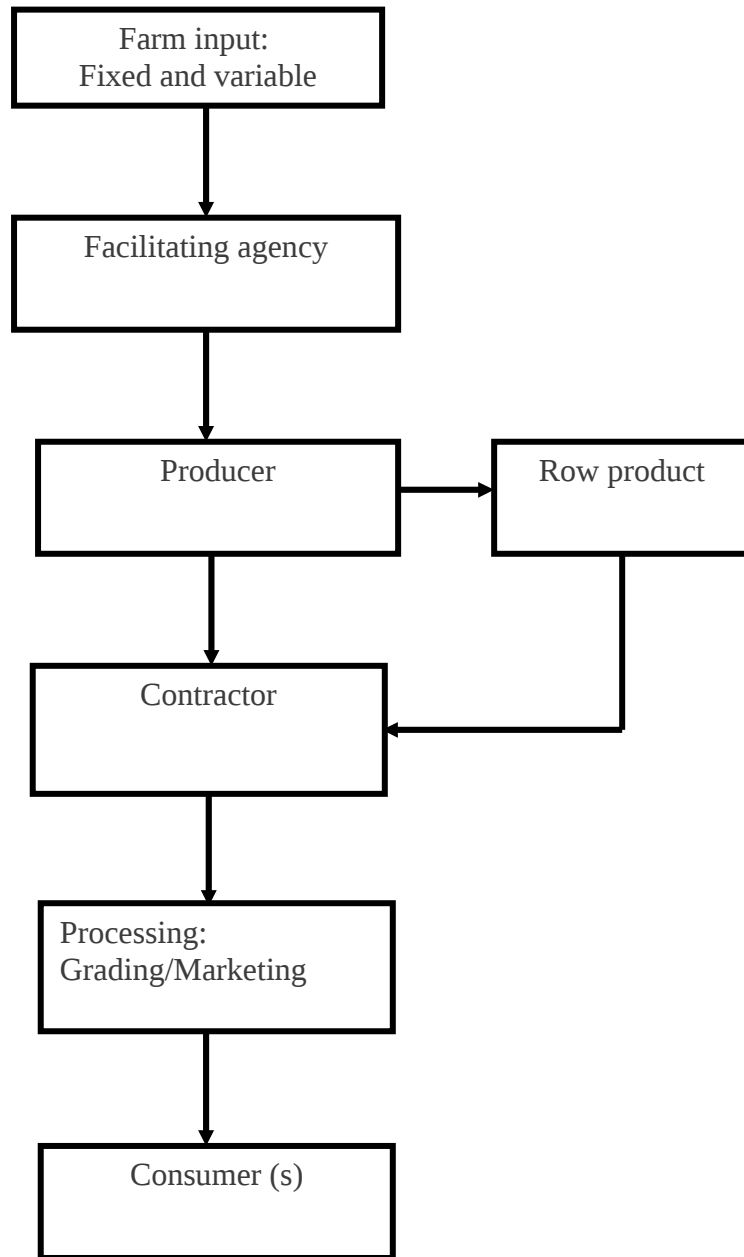 Farm input:
Fixed and variable
Facilitating agency
Producer
Row product
Contractor
Processing:
Grading/Marketing
Consumer (s)